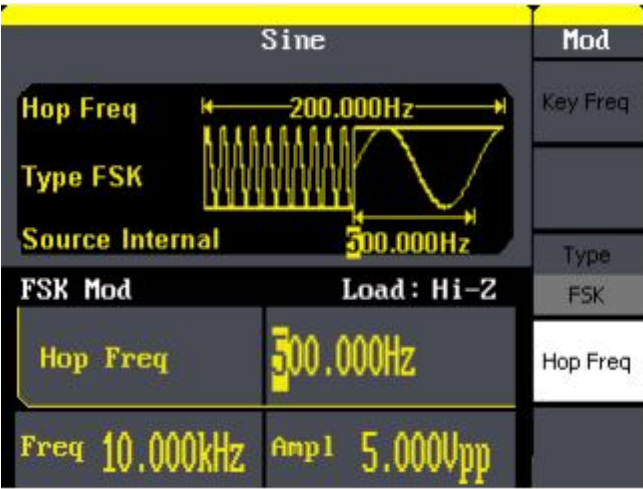 Sine
Mod
Hop Freq
200.000Hz
Key Freq
Type FSK
Source Internal
500.000Hz
Type
FSK Mod
Load: Hi-Z
FSK
Hop Freq
500.000Hz
Hop Freq
Freq 10.000kHz
Ampl 5.000Vpp